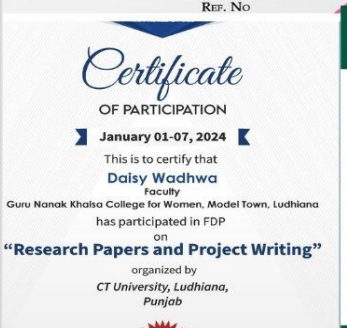 REF. NO
Certificate
OF PARTICIPATION
January 01-07, 2024
This is to certify that
Daisy Wadhwa
Faculty
Guru Nanak Khalsa College for Women, Model Town, Ludhiana
has participated in FDP
on
“Research Papers and Project Writing”
organized by
CT University, Ludhiana,
Punjab